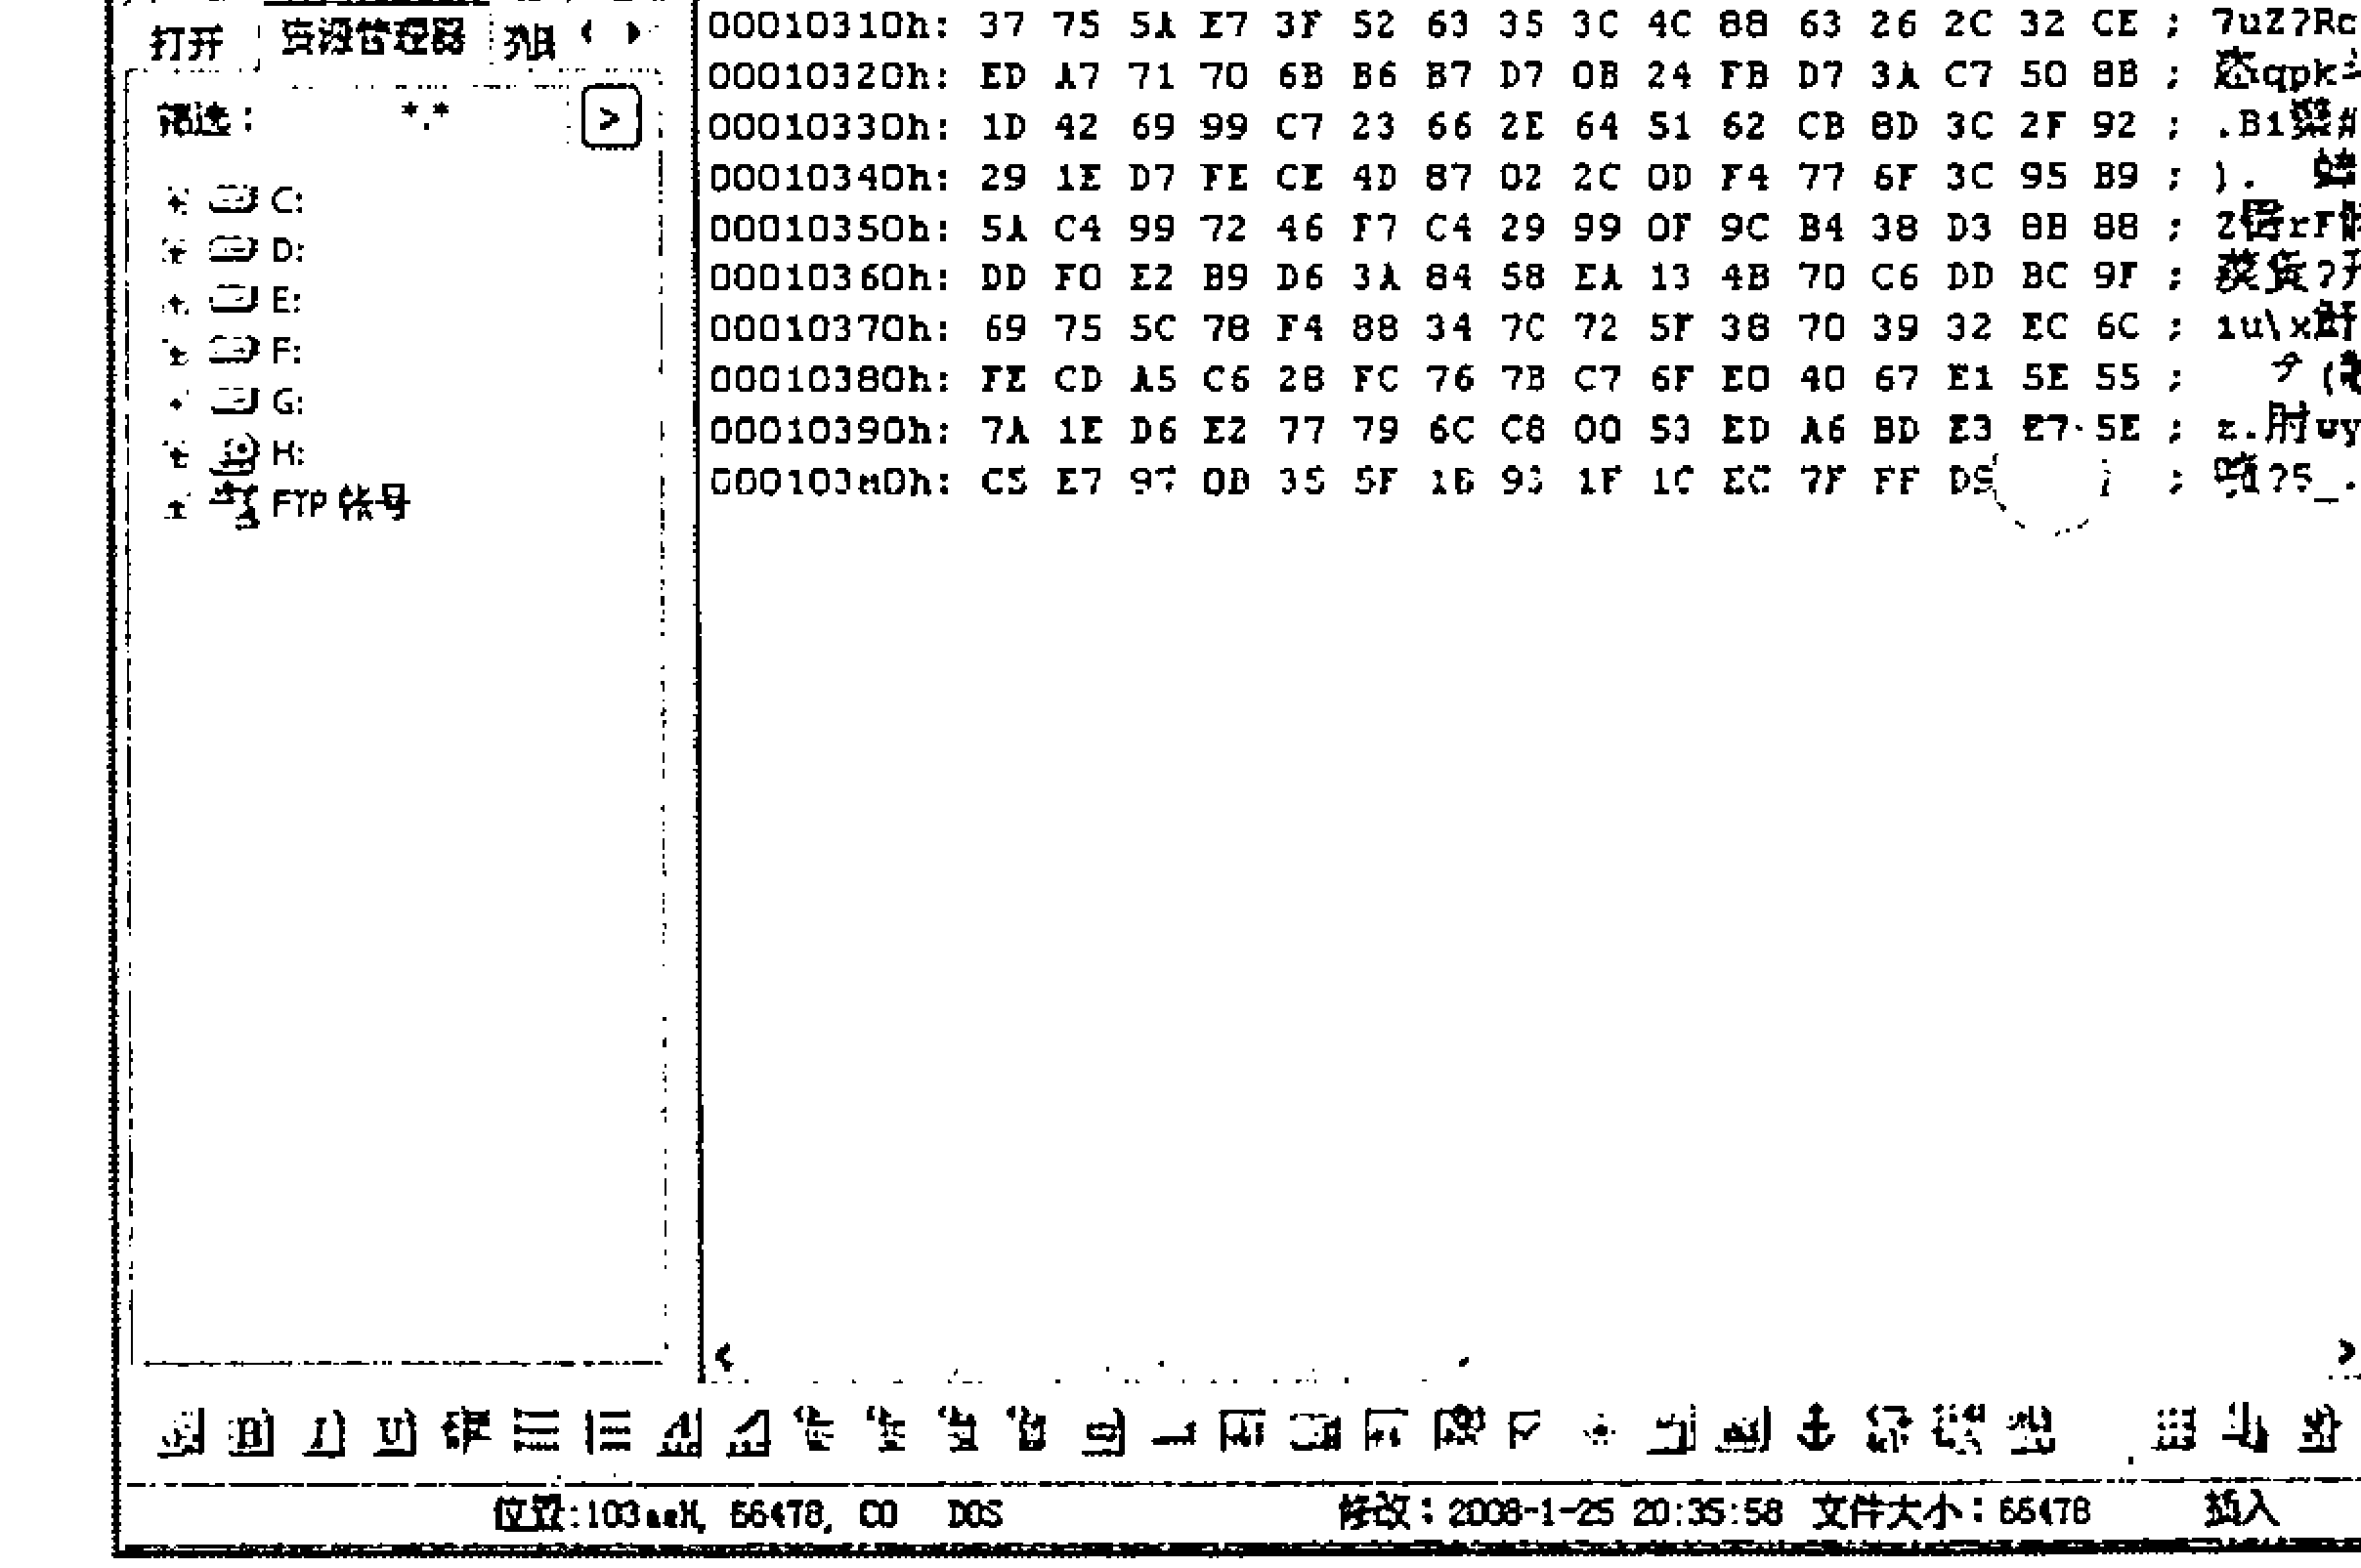 打开 资源管理器 列表
筛选： *.* >
C:
D:
E:
F:
G:
H:
FTP 帐号
00010310h: 37 75 5A E7 3F 52 63 35 3C 4C 88 63 26 2C 32 CE ; 7uZ?Rc
00010320h: ED A7 71 70 6B B6 B7 D7 0B 24 FB D7 3A C7 50 8B ; qpk
00010330h: 1D 42 69 99 C7 23 66 2E 64 51 62 CB 8D 3C 2F 92 ; .Bi #
00010340h: 29 1E D7 FE CE 4D 87 02 2C 0D F4 77 6F 3C 95 B9 ; ).
00010350h: 5A C4 99 72 46 F7 C4 29 99 0F 9C B4 38 D3 8B 88 ; Z rF
00010360h: DD F0 E2 B9 D6 3A 84 58 EA 13 4B 70 C6 DD BC 9F ; ?
00010370h: 69 75 5C 78 F4 88 34 7C 72 5F 38 70 39 32 EC 6C ; iu\x
00010380h: FE CD A5 C6 28 FC 76 7B C7 6F E0 40 67 E1 5E 55 ; (
00010390h: 7A 1E D6 E2 77 79 6C C8 00 53 ED A6 BD E3 E7 5E ; z.肘wy
000103a0h: C5 E7 97 0D 35 5F 1B 93 1F 1C EC 7F FF D9 ; ?5_.
位置:103aeH, 66478, C0 DOS 修改：2008-1-25 20:35:58 文件大小：66478 插入